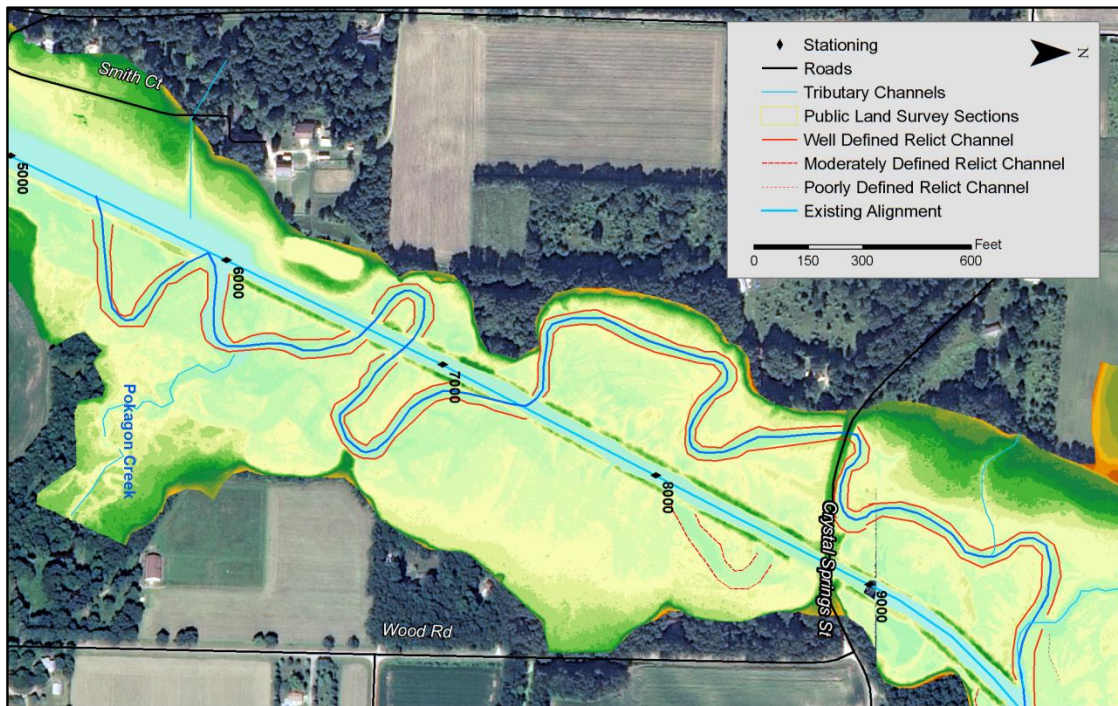 Stationing
Roads
Tributary Channels
Public Land Survey Sections
Well Defined Relict Channel
Moderately Defined Relict Channel
Poorly Defined Relict Channel
Existing Alignment
N
Feet
0 150 300 600
Smith Ct
5000
6000
7000
8000
9000
Pokagon Creek
Crystal Springs St
Wood Rd